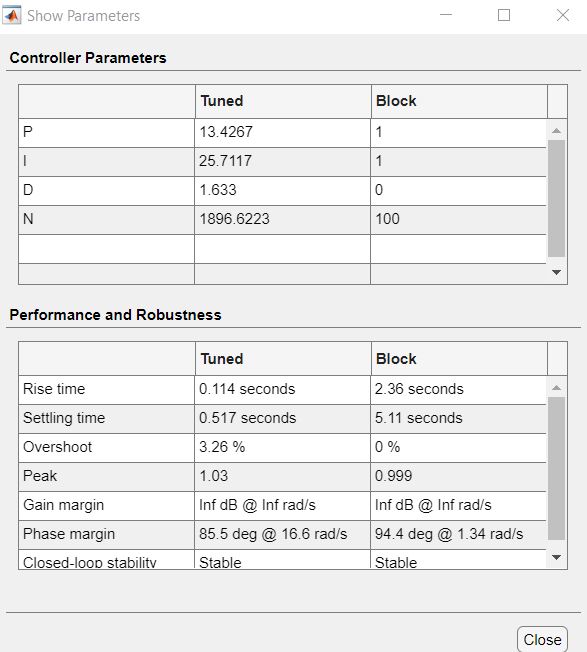 Show Parameters
Controller Parameters
Tuned Block
P 13.4267 1
I 25.7117 1
D 1.633 0
N 1896.6223 100
Performance and Robustness
Tuned Block
Rise time 0.114 seconds 2.36 seconds
Settling time 0.517 seconds 5.11 seconds
Overshoot 3.26 % 0 %
Peak 1.03 0.999
Gain margin Inf dB @ Inf rad/s Inf dB @ Inf rad/s
Phase margin 85.5 deg @ 16.6 rad/s 94.4 deg @ 1.34 rad/s
Closed-loop stability Stable Stable
Close